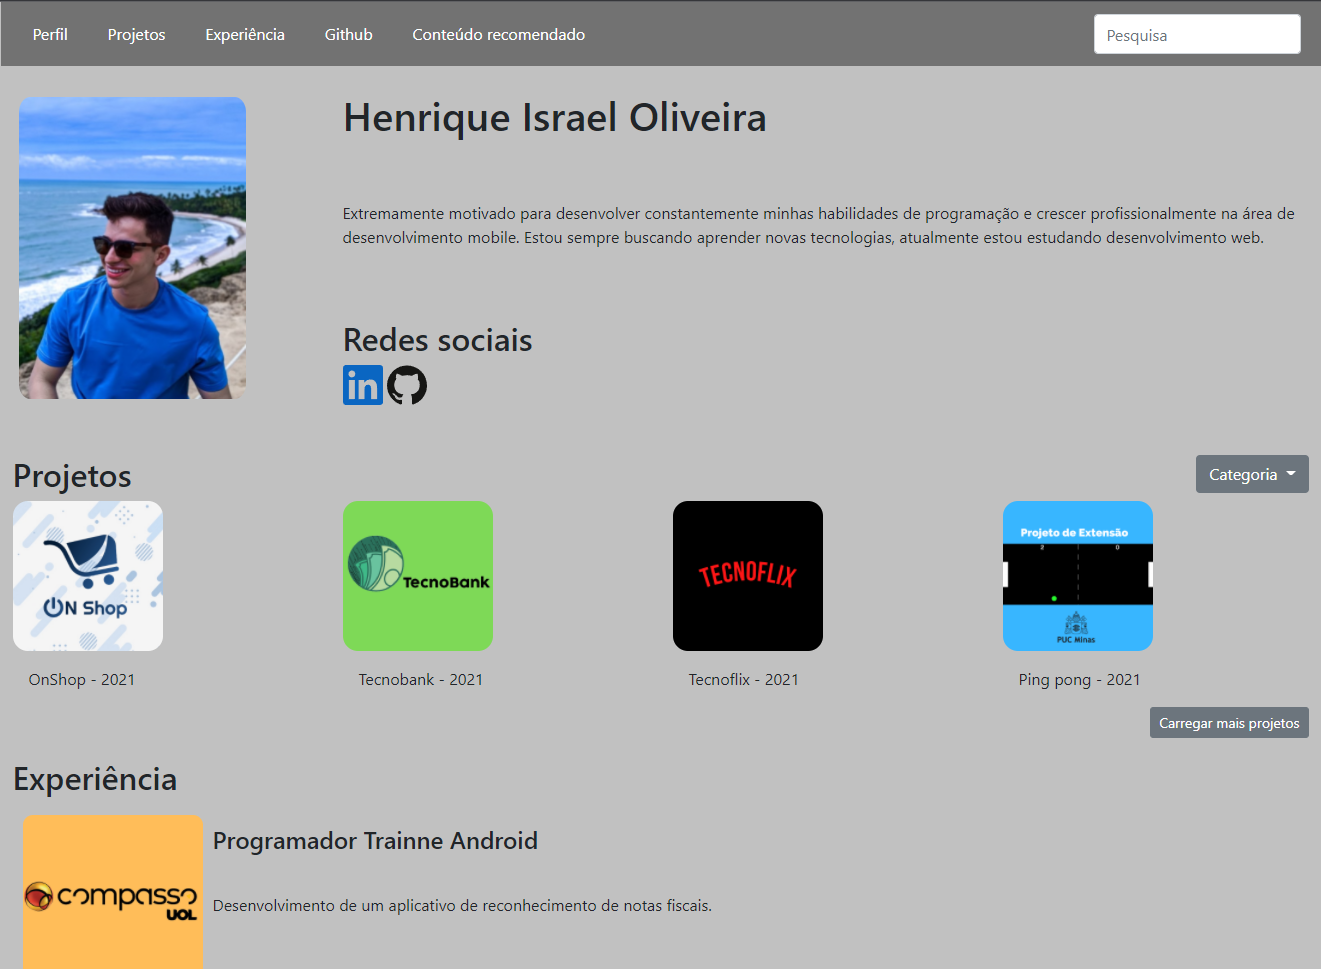 Perfil Projetos Experiência Github Conteúdo recomendado Pesquisa
Henrique Israel Oliveira
Extremamente motivado para desenvolver constantemente minhas habilidades de programação e crescer profissionalmente na área de
desenvolvimento mobile. Estou sempre buscando aprender novas tecnologias, atualmente estou estudando desenvolvimento web.
Redes sociais
in
Projetos
Categoria
ON Shop
TecnoBank
TECNOFLIX
Projeto de Extensão
2 0
PUC Minas
OnShop - 2021
Tecnobank - 2021
Tecnoflix - 2021
Ping pong - 2021
Carregar mais projetos
Experiência
compasso
UOL
Programador Trainne Android
Desenvolvimento de um aplicativo de reconhecimento de notas fiscais.